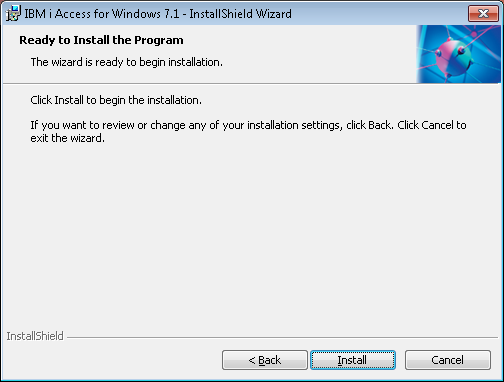 IBM i Access for Windows 7.1 - InstallShield Wizard
Ready to Install the Program
The wizard is ready to begin installation.
Click Install to begin the installation.
If you want to review or change any of your installation settings, click Back. Click Cancel to
exit the wizard.
InstallShield
< Back
Install
Cancel